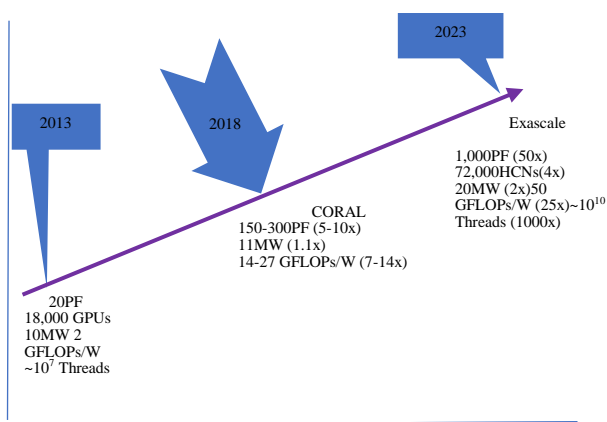 2013
2018
2023
20PF
18,000 GPUs
10MW 2
GFLOPs/W
~10⁷ Threads
CORAL
150-300PF (5-10x)
11MW (1.1x)
14-27 GFLOPs/W (7-14x)
Exascale
1,000PF (50x)
72,000HCNs(4x)
20MW (2x)50
GFLOPs/W (25x)~10¹⁰
Threads (1000x)